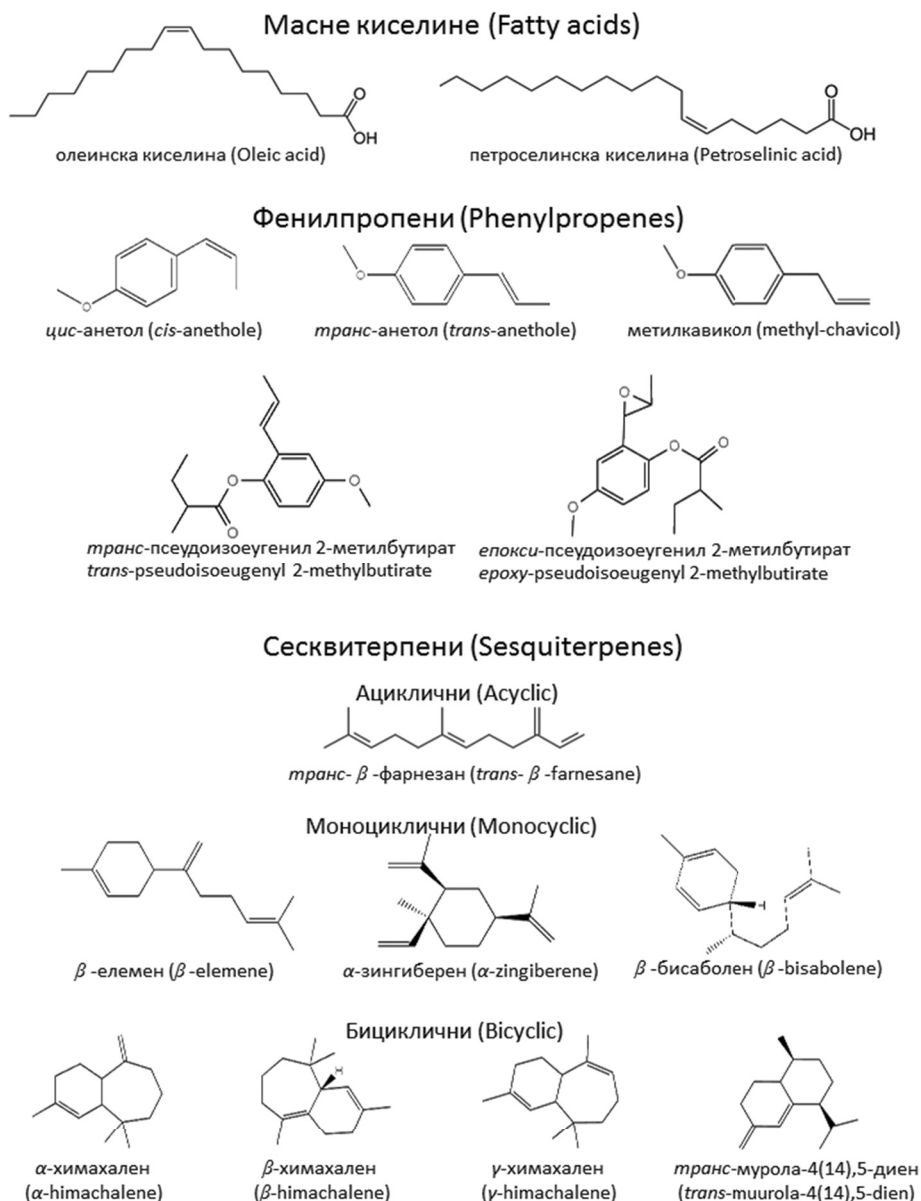 Масне киселине (Fatty acids)
O
OH
O
OH
олеинска киселина (Oleic acid)
петроселинска киселина (Petroselinic acid)
Фенилпропени (Phenylpropenes)
O
O
O
цис-анетол (cis-anethole)
транс-анетол (trans-anethole)
метилкавикол (methyl-chavicol)
O
O
O
O
O
O
O
транс-псеудоизоеугенил 2-метилбутират
trans-pseudoisoeugenyl 2-methylbutirate
епокси-псеудоизоеугенил 2-метилбутират
epoxy-pseudoisoeugenyl 2-methylbutirate
Сесквитерпени (Sesquiterpenes)
Ациклични (Acyclic)
транс- β -фарнезан (trans- β -farnesane)
Моноциклични (Monocyclic)
H
β -елемен (β -elemene)
α-зингиберен (α-zingiberene)
β -бисаболен (β -bisabolene)
Бициклични (Bicyclic)
H
α-химахален
(α-himachalene)
β-химахален
(β-himachalene)
γ-химахален
(γ-himachalene)
транс-мурола-4(14),5-диен
(trans-muurola-4(14),5-dien)